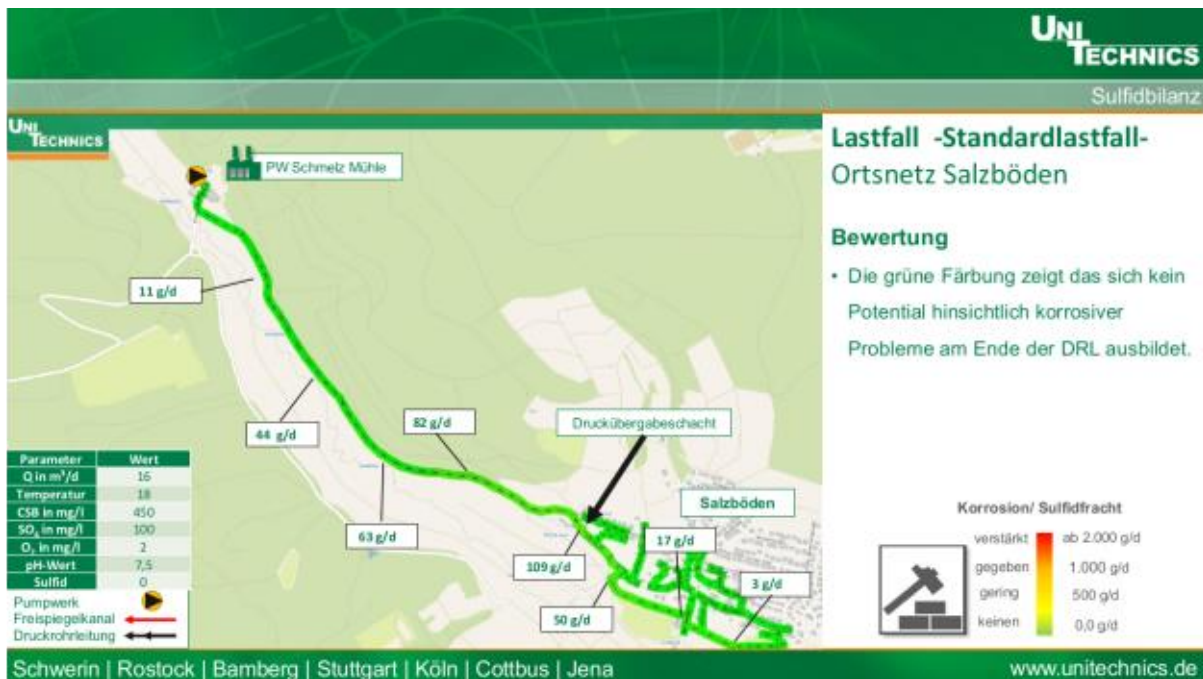 UNI
TECHNICS
Sulfidbilanz
UNI
TECHNICS
PW Schmelz Mühle
11 g/d
44 g/d
82 g/d
63 g/d
Druckübergabeschacht
Salzböden
109 g/d
17 g/d
3 g/d
50 g/d
Parameter Wert
Q in m³/d 16
Temperatur 18
CSB in mg/l 450
SO₄ in mg/l 100
O₂ in mg/l 2
pH-Wert 7,5
Sulfid 0
Pumpwerk
Freispiegelkanal
Druckrohrleitung
Lastfall -Standardlastfall-
Ortsnetz Salzböden
Bewertung
• Die grüne Färbung zeigt das sich kein
Potential hinsichtlich korrosiver
Probleme am Ende der DRL ausbildet.
Korrosion/ Sulfidfracht
verstärkt ab 2.000 g/d
gegeben 1.000 g/d
gering 500 g/d
keinen 0,0 g/d
Schwerin | Rostock | Bamberg | Stuttgart | Köln | Cottbus | Jena
www.unitechnics.de